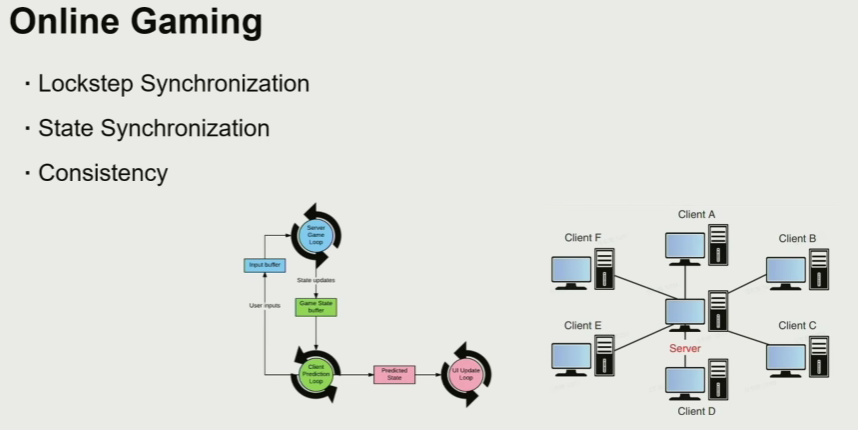 Online Gaming
· Lockstep Synchronization
· State Synchronization
· Consistency
Server
Game
Loop
Input buffer
State updates
User inputs
Game State
buffer
Client
Prediction
Loop
Predicted
State
UI Update
Loop
Client A
Client F
Client B
Client E
Client C
Server
Client D